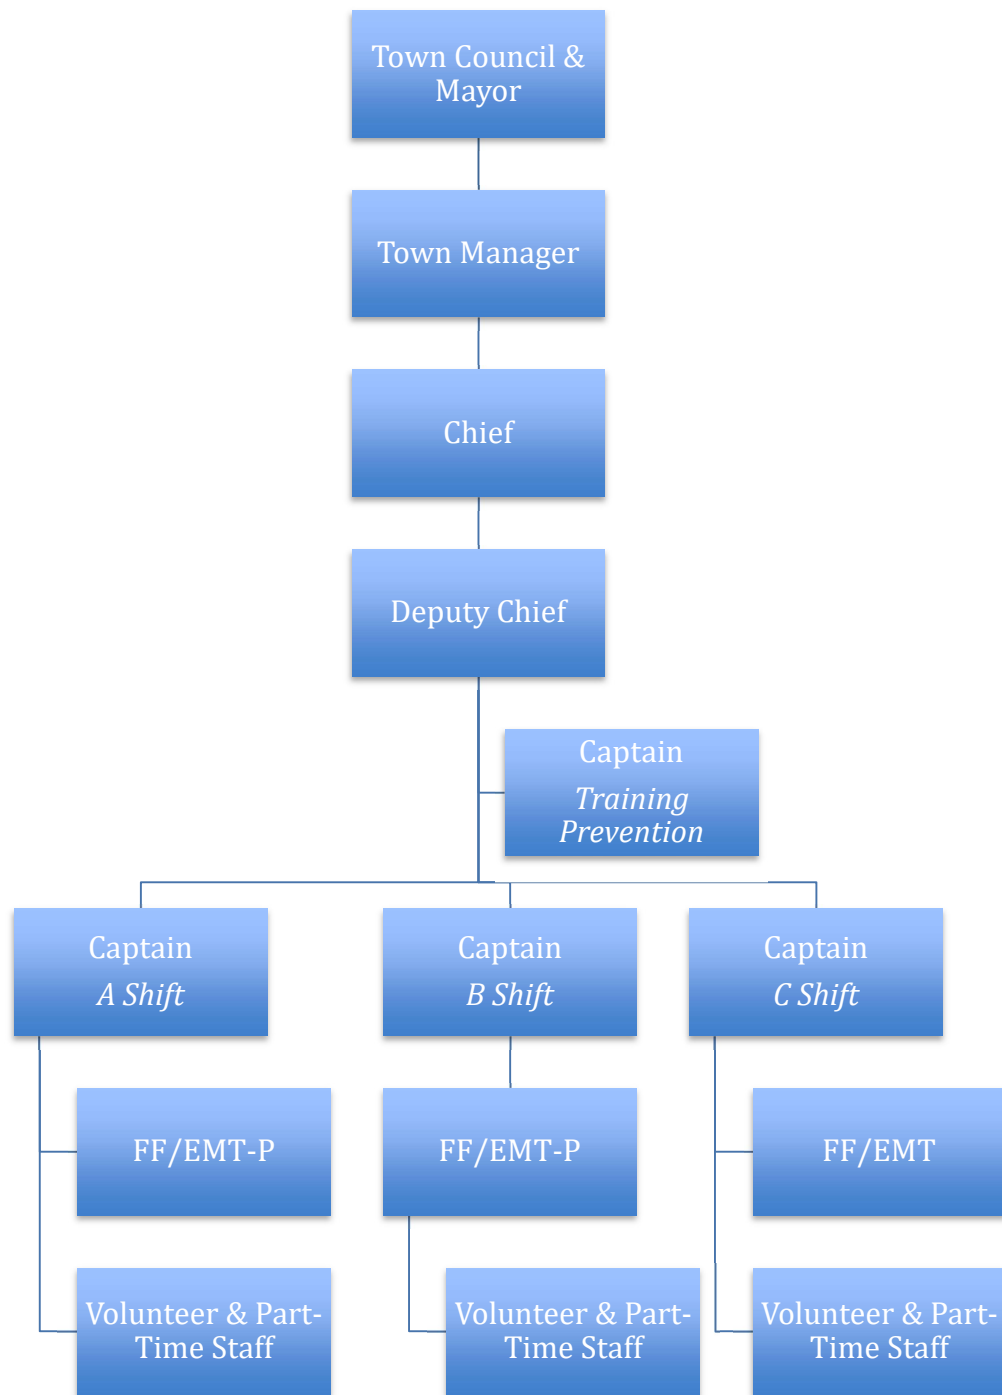 Town Council &
Mayor
Town Manager
Chief
Deputy Chief
Captain
Training
Prevention
Captain
A Shift
Captain
B Shift
Captain
C Shift
FF/EMT-P
FF/EMT-P
FF/EMT
Volunteer & Part-
Time Staff
Volunteer & Part-
Time Staff
Volunteer & Part-
Time Staff